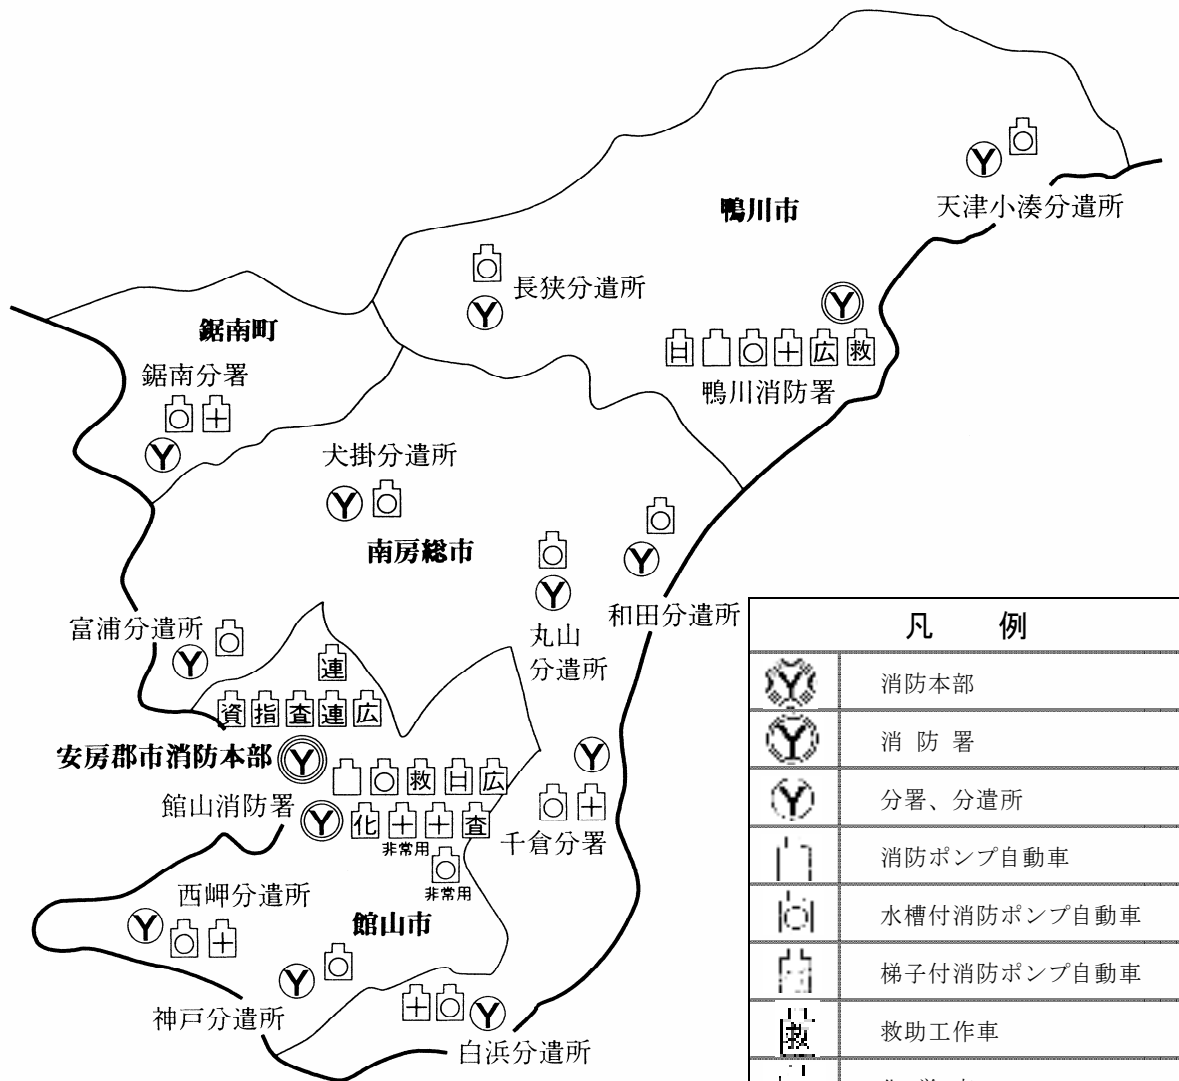 天津小湊分遣所
鴨川市
長狭分遣所
鋸南町
広 救
鴨川消防署
鋸南分署
犬掛分遣所
南房総市
和田分遣所
富浦分遣所
丸山
分遣所
連
資 指 査 連 広
安房郡市消防本部
救 広
館山消防署
化 査
非常用
千倉分署
非常用
西岬分遣所
館山市
神戸分遣所
白浜分遣所
凡 例
消防本部
消 防 署
分署、分遣所
消防ポンプ自動車
水槽付消防ポンプ自動車
梯子付消防ポンプ自動車
救 救助工作車